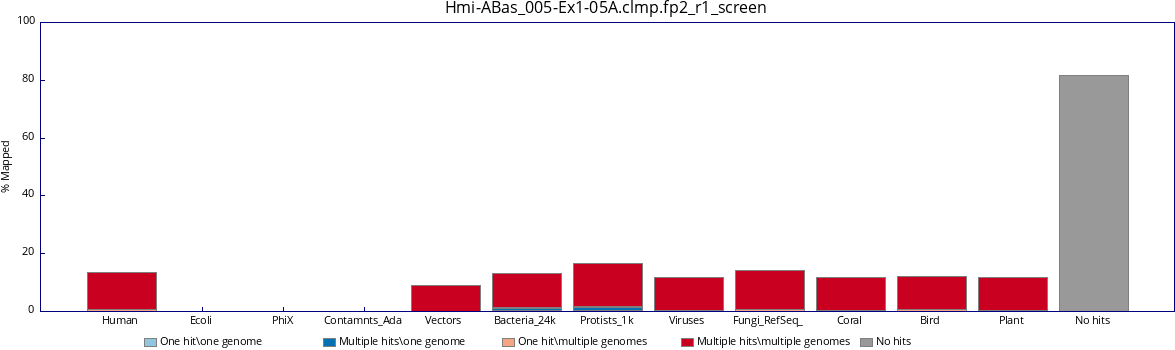 Hmi-ABas_005-Ex1-05A.clmp.fp2_r1_screen
100
80
60
40
20
0
% Mapped
Human Ecoli PhiX Contamnts_Ada Vectors Bacteria_24k Protists_1k Viruses Fungi_RefSeq_ Coral Bird Plant No hits
One hit\one genome Multiple hits\one genome One hit\multiple genomes Multiple hits\multiple genomes No hits